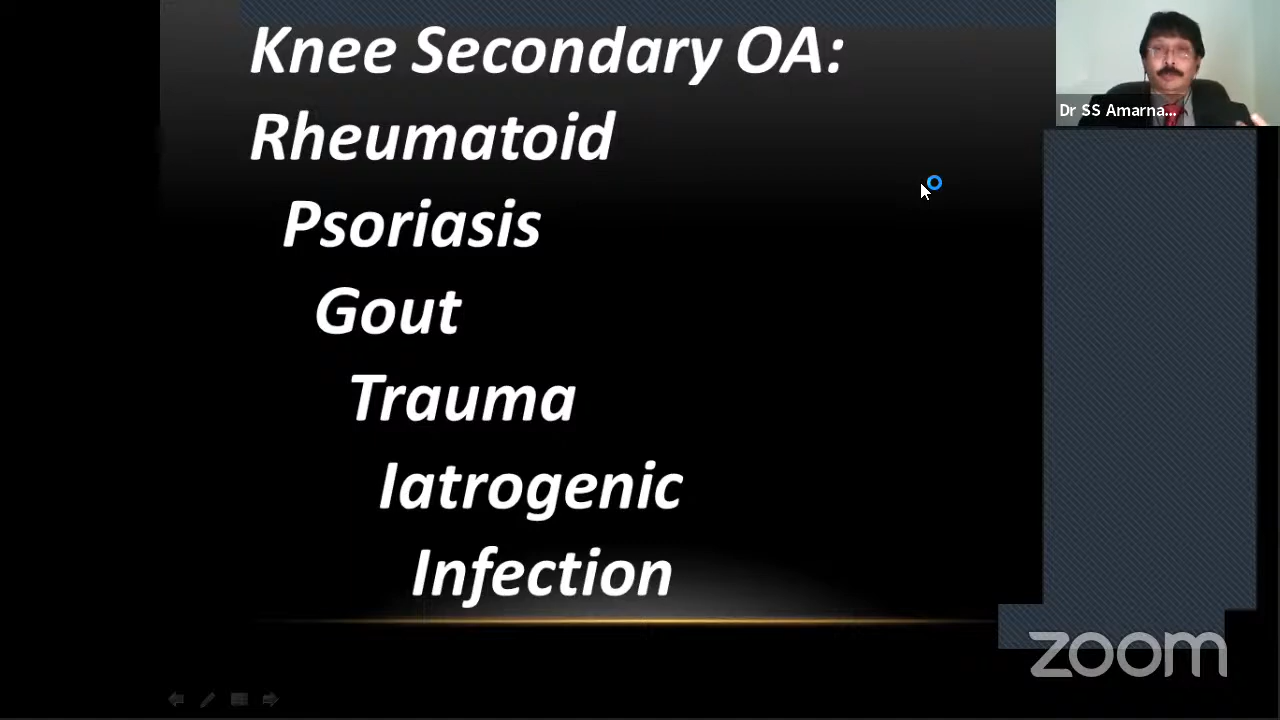 Knee Secondary OA:
Rheumatoid
Psoriasis
Gout
Trauma
Iatrogenic
Infection
Dr SS Amarna...
zoom